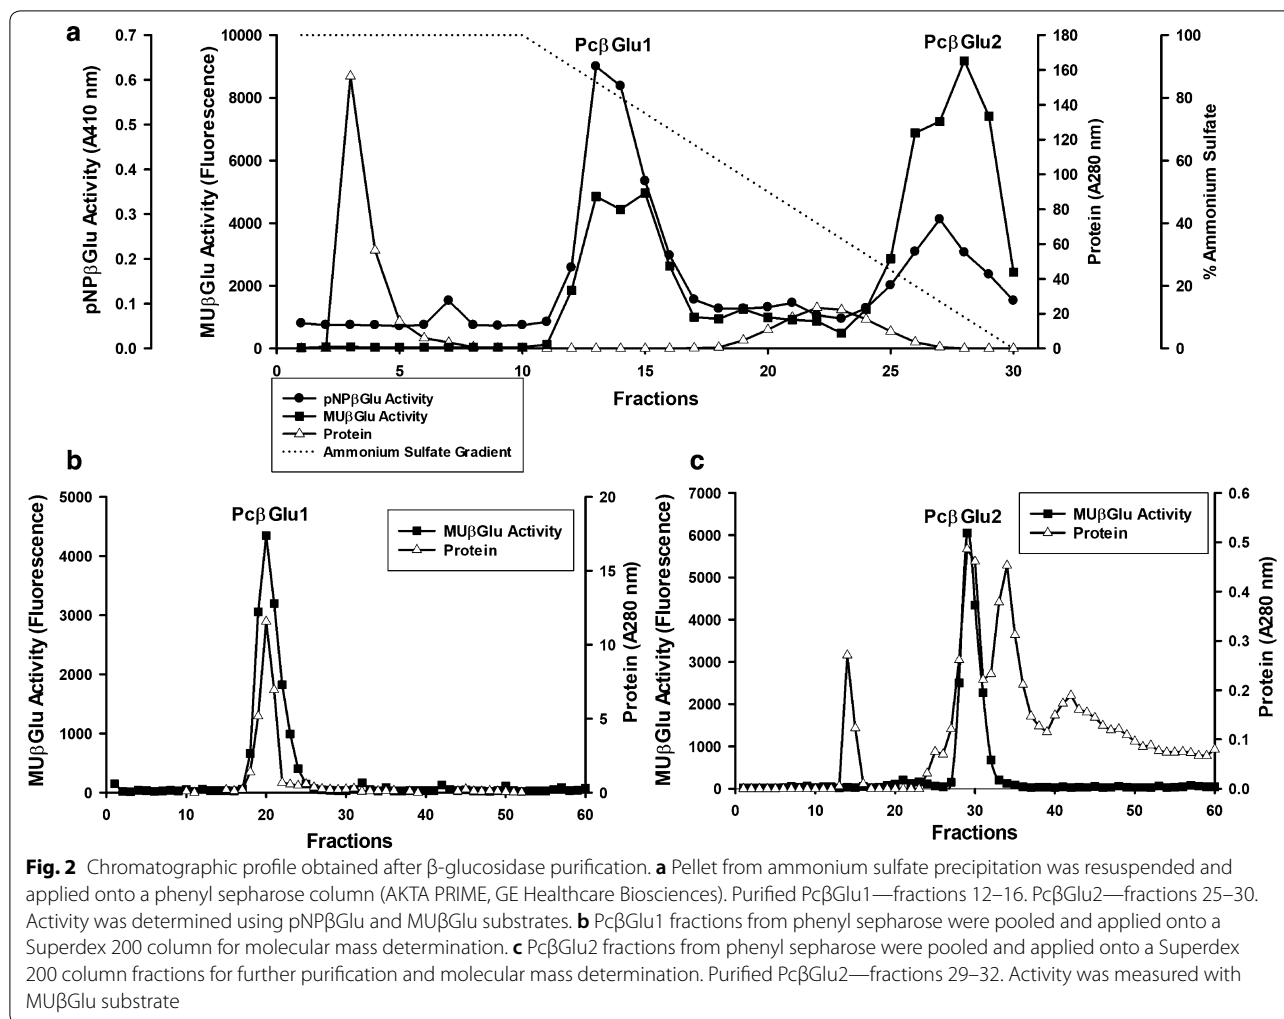 a
0.7
0.6
0.5
0.4
0.3
0.2
0.1
0.0
pNPβGlu Activity (A410 nm)
10000
8000
6000
4000
2000
0
MUβGlu Activity (Fluorescence)
PcβGlu1
PcβGlu2
180
160
140
120
100
80
60
40
20
0
Protein (A280 nm)
100
80
60
40
20
0
% Ammonium Sulfate
0 5 10 15 20 25 30
Fractions
pNPβGlu Activity
MUβGlu Activity
Protein
Ammonium Sulfate Gradient
b
5000
4000
3000
2000
1000
0
MUβGlu Activity (Fluorescence)
PcβGlu1
MUβGlu Activity
Protein
20
15
10
5
0
Protein (A280 nm)
0 10 20 30 40 50 60
Fractions
c
7000
6000
5000
4000
3000
2000
1000
0
MUβGlu Activity (Fluorescence)
PcβGlu2
MUβGlu Activity
Protein
0.6
0.5
0.4
0.3
0.2
0.1
0.0
Protein (A280 nm)
0 10 20 30 40 50 60
Fractions
Fig. 2 Chromatographic profile obtained after β-glucosidase purification. a Pellet from ammonium sulfate precipitation was resuspended and
applied onto a phenyl sepharose column (AKTA PRIME, GE Healthcare Biosciences). Purified PcβGlu1—fractions 12–16. PcβGlu2—fractions 25–30.
Activity was determined using pNPβGlu and MUβGlu substrates. b PcβGlu1 fractions from phenyl sepharose were pooled and applied onto a
Superdex 200 column for molecular mass determination. c PcβGlu2 fractions from phenyl sepharose were pooled and applied onto a Superdex
200 column fractions for further purification and molecular mass determination. Purified PcβGlu2—fractions 29–32. Activity was measured with
MUβGlu substrate